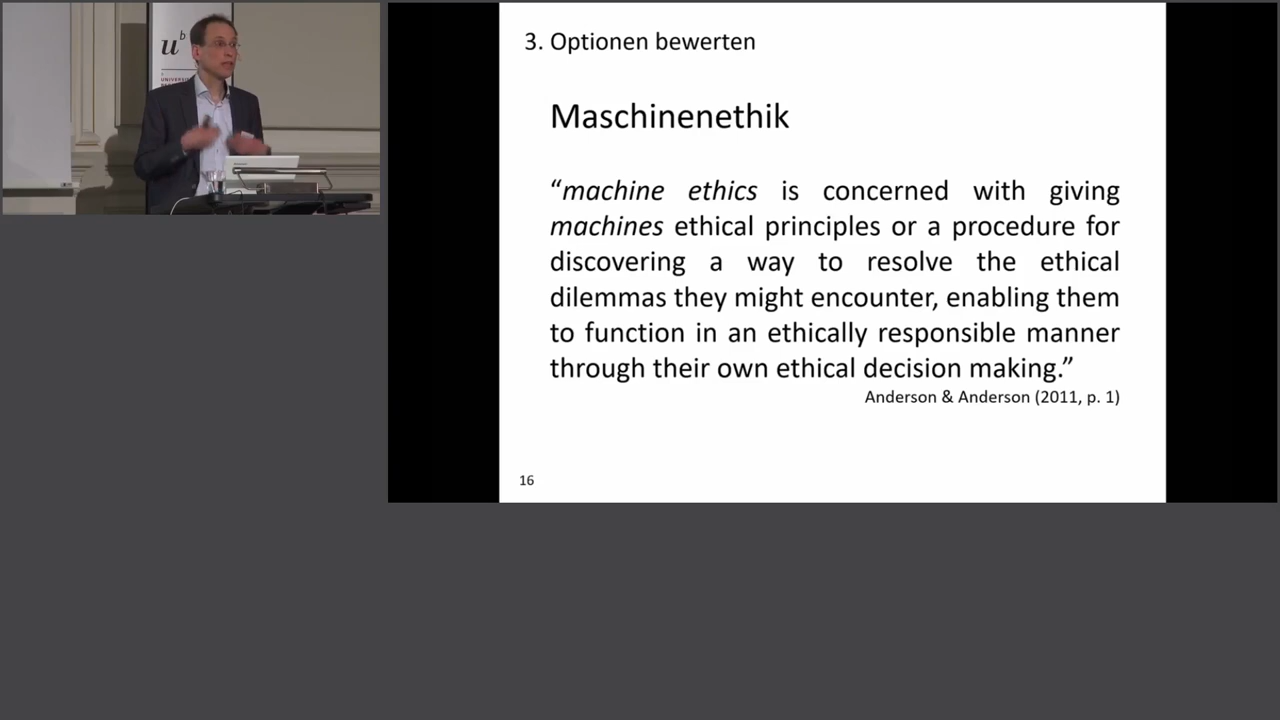 u b
3. Optionen bewerten
Maschinenethik
“machine ethics is concerned with giving
machines ethical principles or a procedure for
discovering a way to resolve the ethical
dilemmas they might encounter, enabling them
to function in an ethically responsible manner
through their own ethical decision making.”
Anderson & Anderson (2011, p. 1)
16